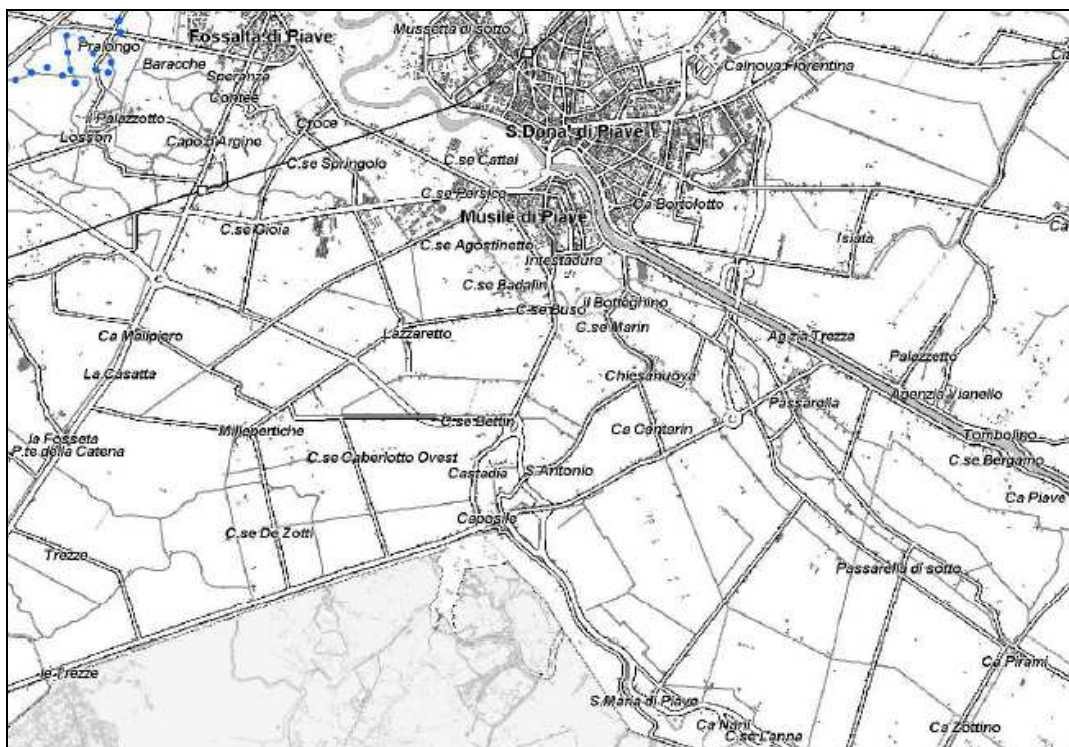 Mussetta di sotto
Fossalta di Piave
Pralongo
Baracche
Speranza
Contee
Calnova Fiorentina
il Palazzotto
Losson
Capo d'Argine
Croce
C.se Springolo
S.Dona' di Piave
C.se Cattai
C.se Persico
Musile di Piave
Ca Bortolotto
C.se Gioia
C.se Agostinetto
Isiata
Intestadura
C.se Badalin
C.se Buso
il Botteghino
C.se Marin
Ca Malipiero
Lazzaretto
Agizia Trezza
La Casatta
Chiesanuova
Palazzetto
Agenzia Vianello
Passarella
Millepertiche
C.se Bettin
Ca Cantarin
la Fosseta
P.te della Catena
Tombolino
C.se Caberlotto Ovest
Castadia
S.Antonio
C.se Bergamo
Caposile
Ca Piave
C.se De Zotti
Trezze
Passarella di sotto
le Trezze
Ca Pirami
S.Maria di Piave
Ca Nani
C.se Lanna
Ca Zottino